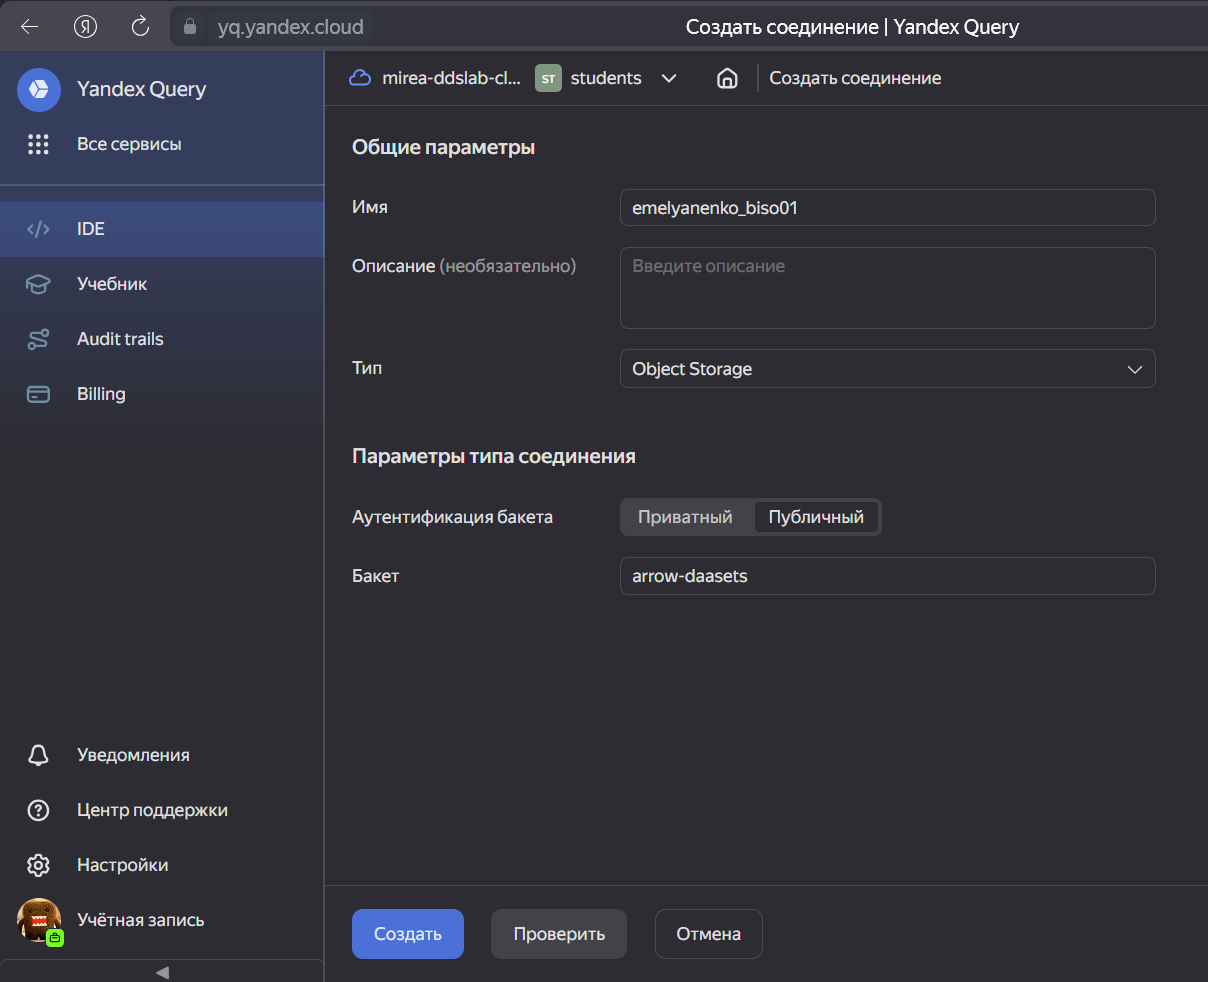 yq.yandex.cloud
Создать соединение | Yandex Query
Yandex Query
Все сервисы
IDE
Учебник
Audit trails
Billing
Уведомления
Центр поддержки
Настройки
Учётная запись
mirea-ddslab-cl... ST students
Создать соединение
Общие параметры
Имя
emelyanenko_biso01
Описание (необязательно)
Введите описание
Тип
Object Storage
Параметры типа соединения
Аутентификация бакета
Приватный Публичный
Бакет
arrow-daasets
Создать Проверить Отмена